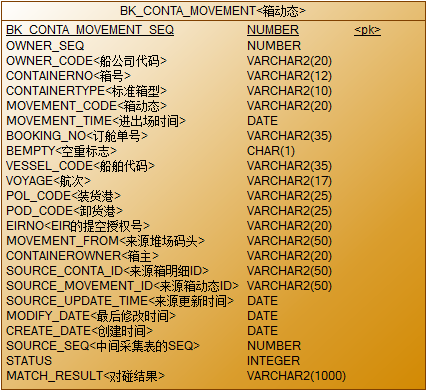 BK_CONTA_MOVEMENT<箱动态>
BK_CONTA_MOVEMENT_SEQ NUMBER <pk>
OWNER_SEQ NUMBER
OWNER_CODE<船公司代码> VARCHAR2(20)
CONTAINERNO<箱号> VARCHAR2(12)
CONTAINERTYPE<标准箱型> VARCHAR2(10)
MOVEMENT_CODE<箱动态> VARCHAR2(20)
MOVEMENT_TIME<进出场时间> DATE
BOOKING_NO<订舱单号> VARCHAR2(35)
BEMPTY<空重标志> CHAR(1)
VESSEL_CODE<船舶代码> VARCHAR2(35)
VOYAGE<航次> VARCHAR2(17)
POL_CODE<装货港> VARCHAR2(25)
POD_CODE<卸货港> VARCHAR2(25)
EIRNO<EIR的提空授权号> VARCHAR2(20)
MOVEMENT_FROM<来源堆场码头> VARCHAR2(50)
CONTAINEROWNER<箱主> VARCHAR2(20)
SOURCE_CONTA_ID<来源箱明细ID> VARCHAR2(50)
SOURCE_MOVEMENT_ID<来源箱动态ID> VARCHAR2(50)
SOURCE_UPDATE_TIME<来源更新时间> DATE
MODIFY_DATE<最后修改时间> DATE
CREATE_DATE<创建时间> DATE
SOURCE_SEQ<中间采集表的SEQ> NUMBER
STATUS INTEGER
MATCH_RESULT<对碰结果> VARCHAR2(1000)